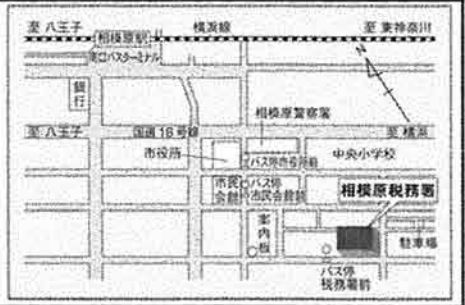 至 八王子
横浜線
至 東神奈川
相模原駅
南口バスターミナル
N
銀行
至 八王子
国道16号線
至 横浜
相模原警察署
市役所
バス停市役所前
中央小学校
市民会館
バス停
市民会館前
相模原税務署
案内板
駐車場
バス停
税務署前